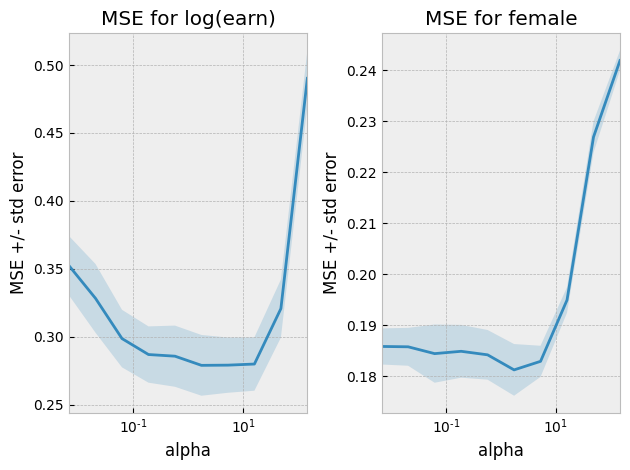 MSE for log(earn)
MSE +/- std error
0.50
0.45
0.40
0.35
0.30
0.25
10^-1
10^1
alpha
MSE for female
MSE +/- std error
0.24
0.23
0.22
0.21
0.20
0.19
0.18
10^-1
10^1
alpha